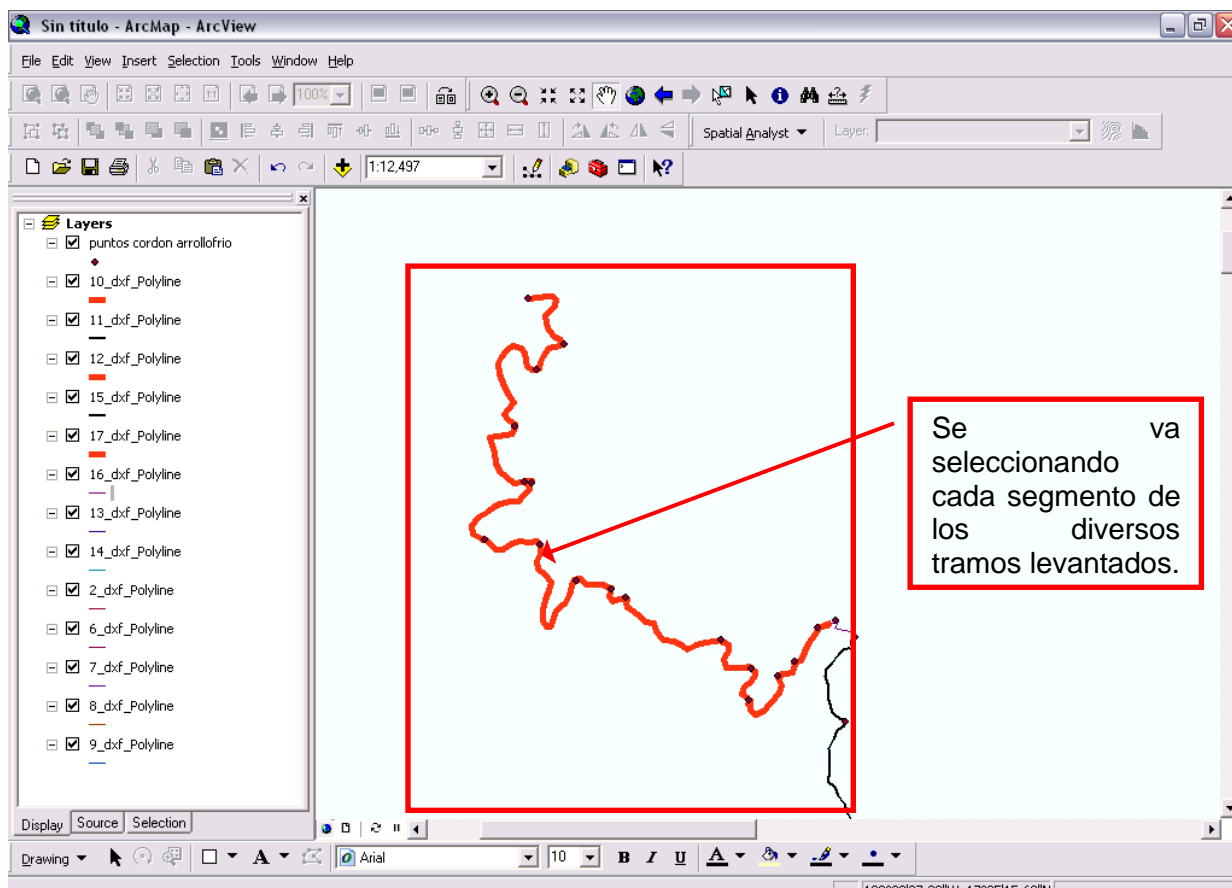 Sin título - ArcMap - ArcView
File Edit View Insert Selection Tools Window Help
100%
Spatial Analyst Layer:
1:12,497
Layers
puntos cordon arrollofrio
10_dxf_Polyline
11_dxf_Polyline
12_dxf_Polyline
15_dxf_Polyline
17_dxf_Polyline
16_dxf_Polyline
13_dxf_Polyline
14_dxf_Polyline
2_dxf_Polyline
6_dxf_Polyline
7_dxf_Polyline
8_dxf_Polyline
9_dxf_Polyline
Se va
seleccionando
cada segmento de
los diversos
tramos levantados.
Display Source Selection
Drawing A Arial 10 B I U A